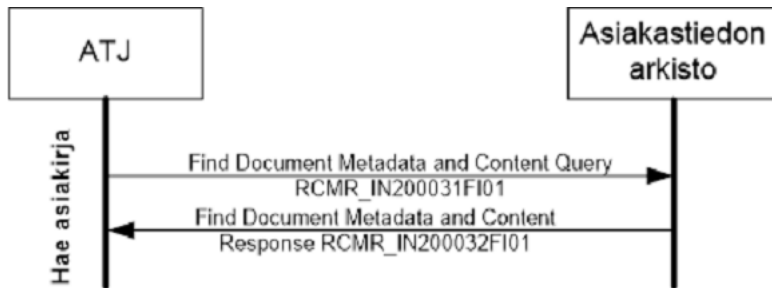 ATJ
Asiakastiedon
arkisto
Hae asiakirja
Find Document Metadata and Content Query
RCMR_IN200031FI01
Find Document Metadata and Content
Response RCMR_IN200032FI01